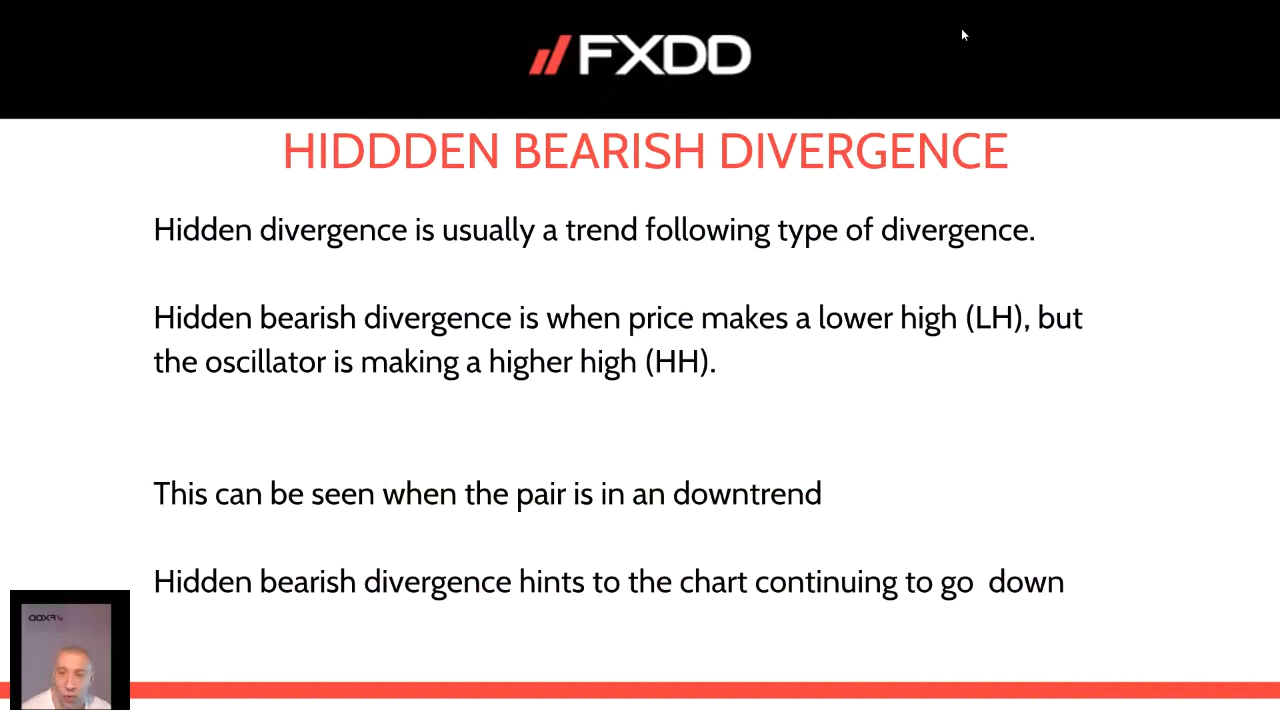 FXDD
HIDDDEN BEARISH DIVERGENCE
Hidden divergence is usually a trend following type of divergence.
Hidden bearish divergence is when price makes a lower high (LH), but
the oscillator is making a higher high (HH).
This can be seen when the pair is in an downtrend
Hidden bearish divergence hints to the chart continuing to go  down
FXDD